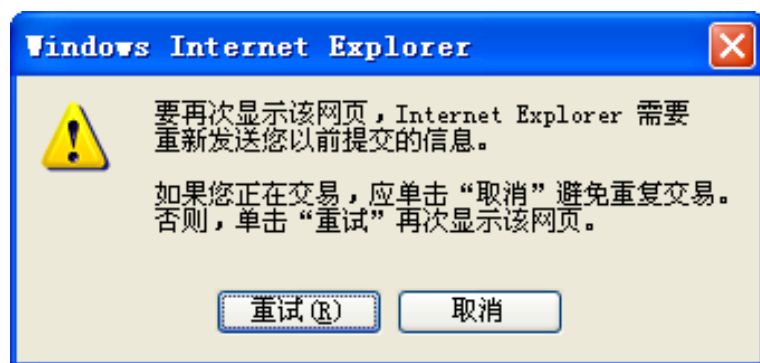 Windows Internet Explorer
要再次显示该网页，Internet Explorer 需要
重新发送您以前提交的信息。
如果您正在交易，应单击“取消”避免重复交易。
否则，单击“重试”再次显示该网页。
重试(R)
取消